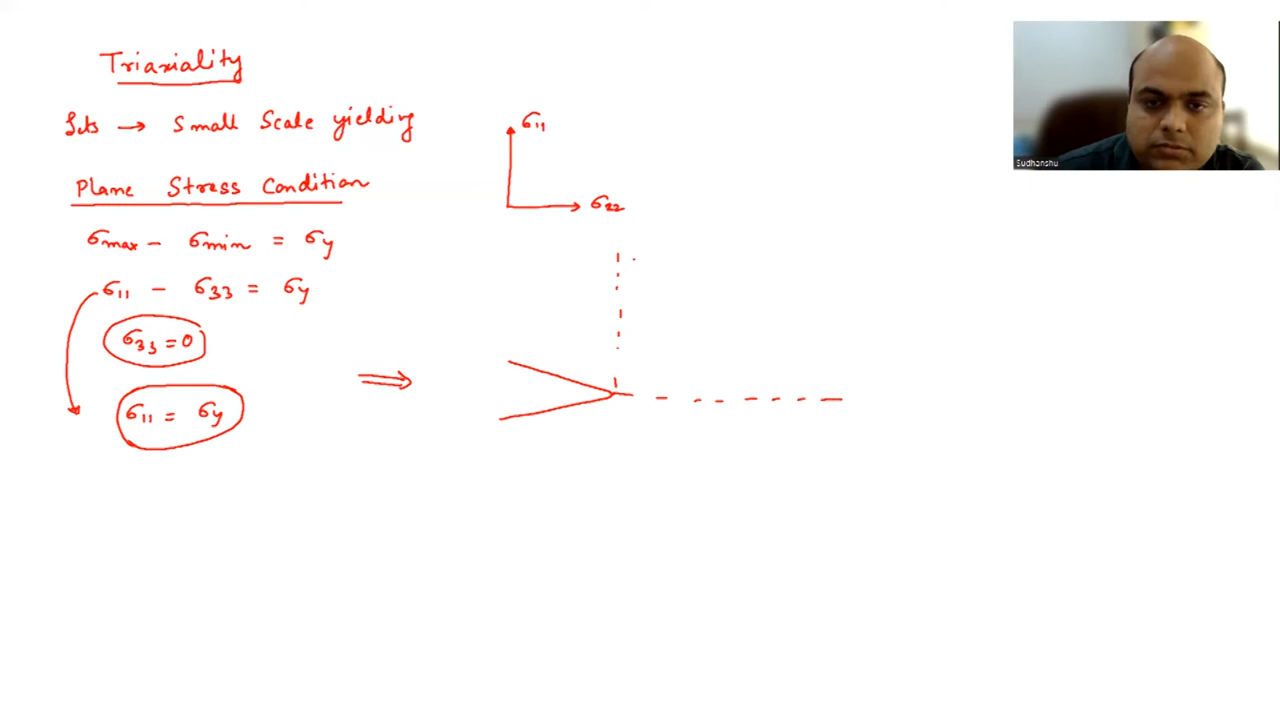 Triaxiality
Lets → Small Scale yielding
Plane Stress Condition
σmax - σmin = σy
σ11 - σ33 = σy
σ33 = 0
σ11 = σy
σ11
σ22
Sudhanshu